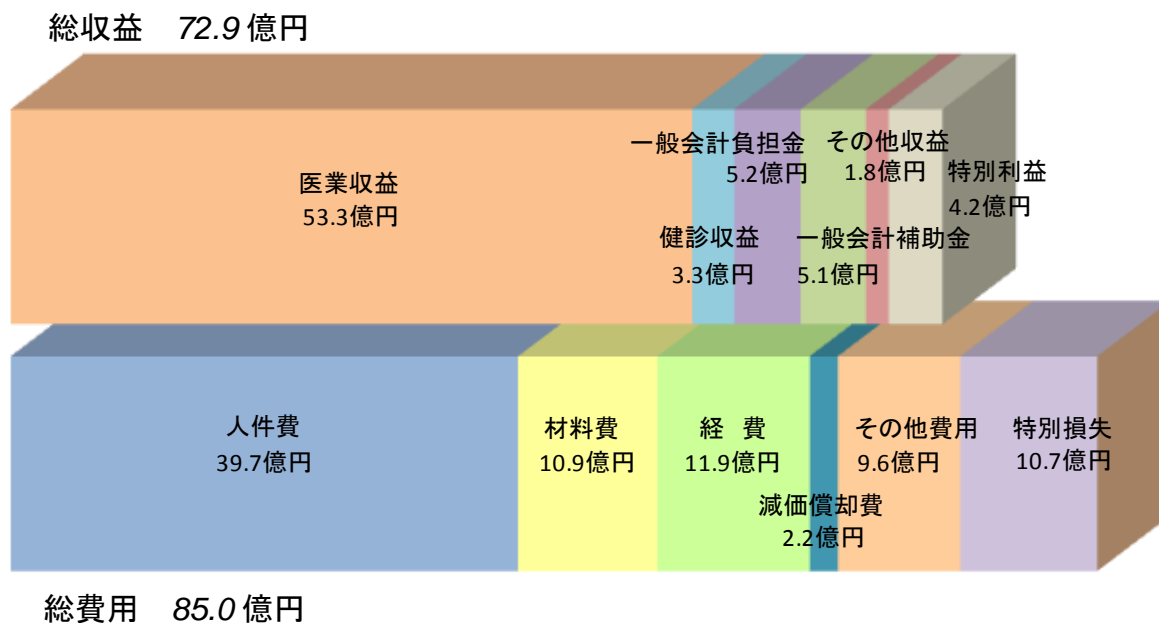 総収益 72.9億円
医業収益
53.3億円
健診収益
3.3億円
一般会計負担金
5.2億円
一般会計補助金
5.1億円
その他収益
1.8億円
特別利益
4.2億円
人件費
39.7億円
材料費
10.9億円
経 費
11.9億円
減価償却費
2.2億円
その他費用
9.6億円
特別損失
10.7億円
総費用 85.0億円